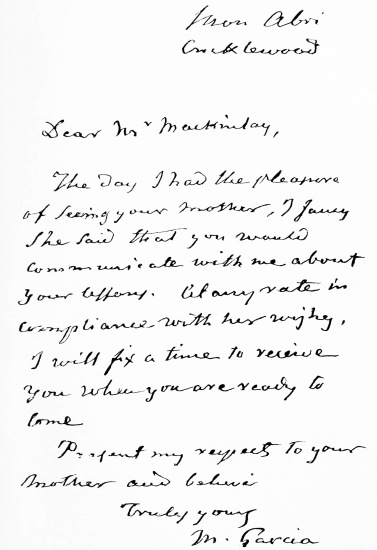 Mon Abri
Cricklewood
Dear Mr Mackinlay,
The day I had the pleasure
of seeing your mother, I fancy
she said that you would
communicate with me about
your lessons. At any rate in
compliance with her wishes,
I will fix a time to receive
you when you are ready to
come
Present my respects to your
mother and believe
Truly yours
M. Garcia